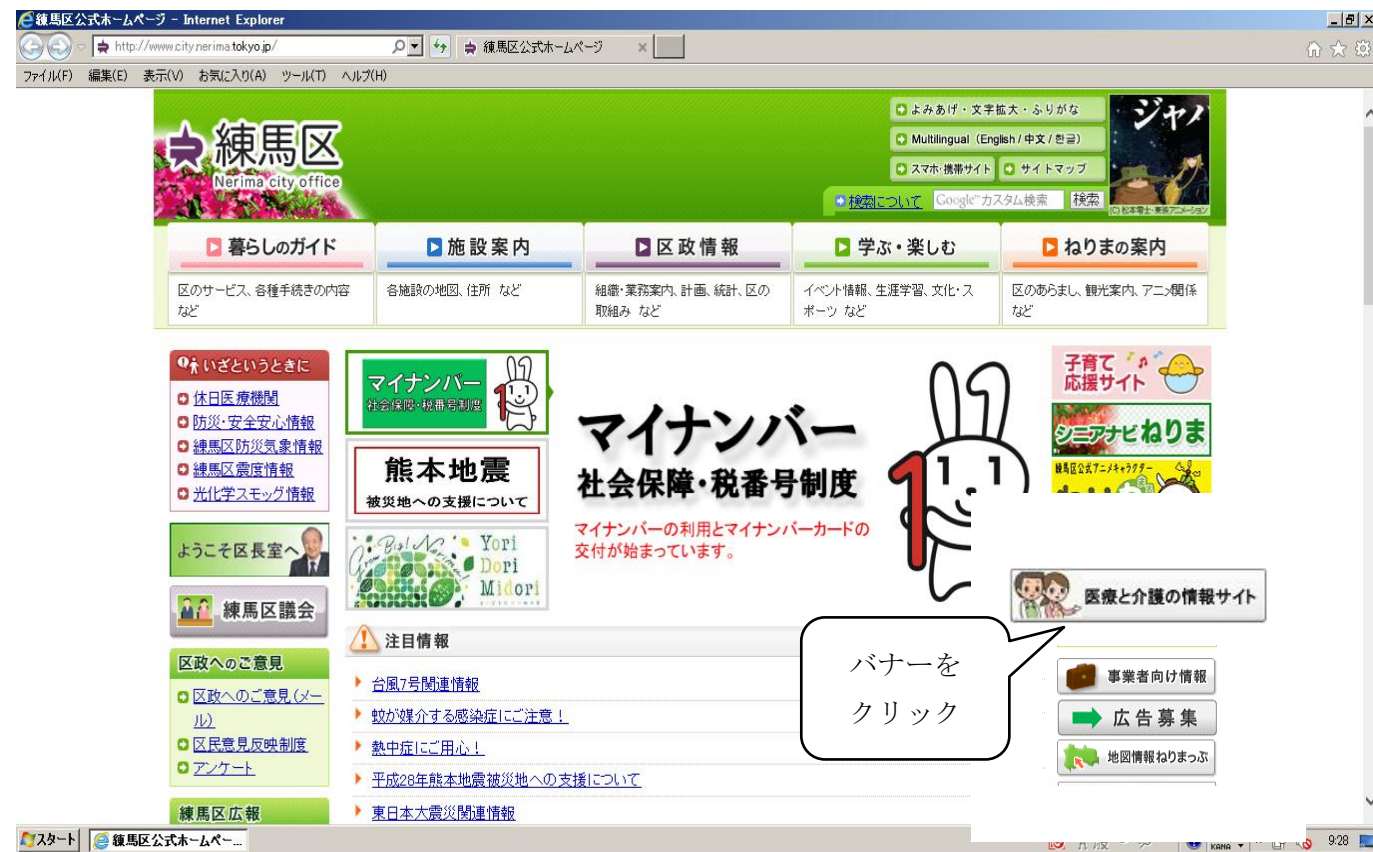 練馬区公式ホームページ - Internet Explorer
http://www.city.nerima.tokyo.jp/
練馬区公式ホームページ
ファイル(F) 編集(E) 表示(V) お気に入り(A) ツール(T) ヘルプ(H)
練馬区
Nerima city office
よみあげ・文字拡大・ふりがな
Multilingual (English / 中文 / 한글)
スマホ・携帯サイト
サイトマップ
検索について
Google™カスタム検索
検索
ジャパ
(C) 松本零士・東映アニメーション
暮らしのガイド
施設案内
区政情報
学ぶ・楽しむ
ねりまの案内
区のサービス、各種手続きの内容
など
各施設の地図、住所 など
組織・業務案内、計画、統計、区の
取組み など
イベント情報、生涯学習、文化・ス
ポーツ など
区のあらまし、観光案内、アニメ関係
など
いざというときに
休日医療機関
防災・安全安心情報
練馬区防災気象情報
練馬区震度情報
光化学スモッグ情報
ようこそ区長室へ
練馬区議会
区政へのご意見
区政へのご意見(メー
ル)
区民意見反映制度
アンケート
練馬区広報
マイナンバー
社会保障・税番号制度
熊本地震
被災地への支援について
Yori
Dori
Midori
マイナンバー
社会保障・税番号制度
マイナンバーの利用とマイナンバーカードの
交付が始まっています。
注目情報
台風7号関連情報
蚊が媒介する感染症にご注意!
熱中症にご用心!
平成28年熊本地震被災地への支援について
東日本大震災関連情報
子育て
応援サイト
シニアナビねりま
練馬区公式アニメキャラクター
医療と介護の情報サイト
バナーを
クリック
事業者向け情報
広告募集
地図情報ねりまっぷ
スタート
練馬区公式ホームペー...
KANA
9:28